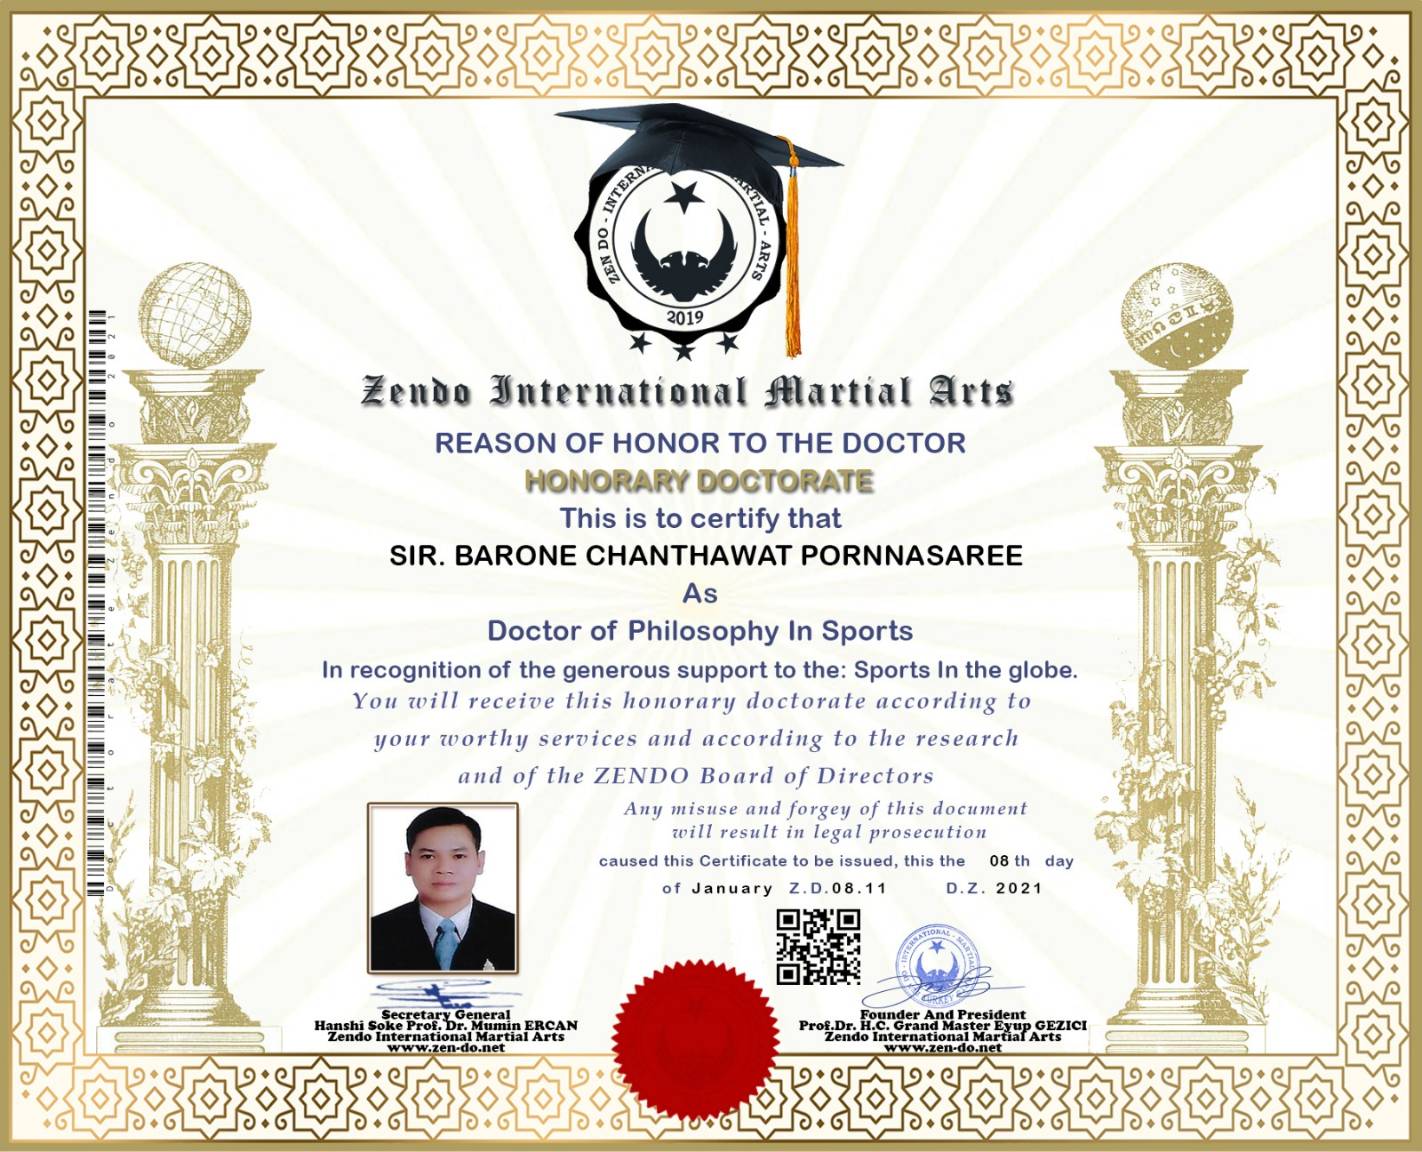 ZEN DO - INTERN ARTIAL - ARTS
2019
Zendo International Martial Arts
REASON OF HONOR TO THE DOCTOR
HONORARY DOCTORATE
This is to certify that
SIR. BARONE CHANTHAWAT PORNNASAREE
As
Doctor of Philosophy In Sports
In recognition of the generous support to the: Sports In the globe.
You will receive this honorary doctorate according to
your worthy services and according to the research
and of the ZENDO Board of Directors
Any misuse and forgey of this document
will result in legal prosecution
caused this Certificate to be issued, this the 08 th day
of January Z.D.08.11 D.Z. 2021
Secretary General
Hanshi Soke Prof. Dr. Mumin ERCAN
Zendo International Martial Arts
www.zen-do.net
INTERNATIONAL - MARTIAL
TURKEY
Founder And President
Prof.Dr. H.C. Grand Master Eyup GEZICI
Zendo International Martial Arts
www.zen-do.net